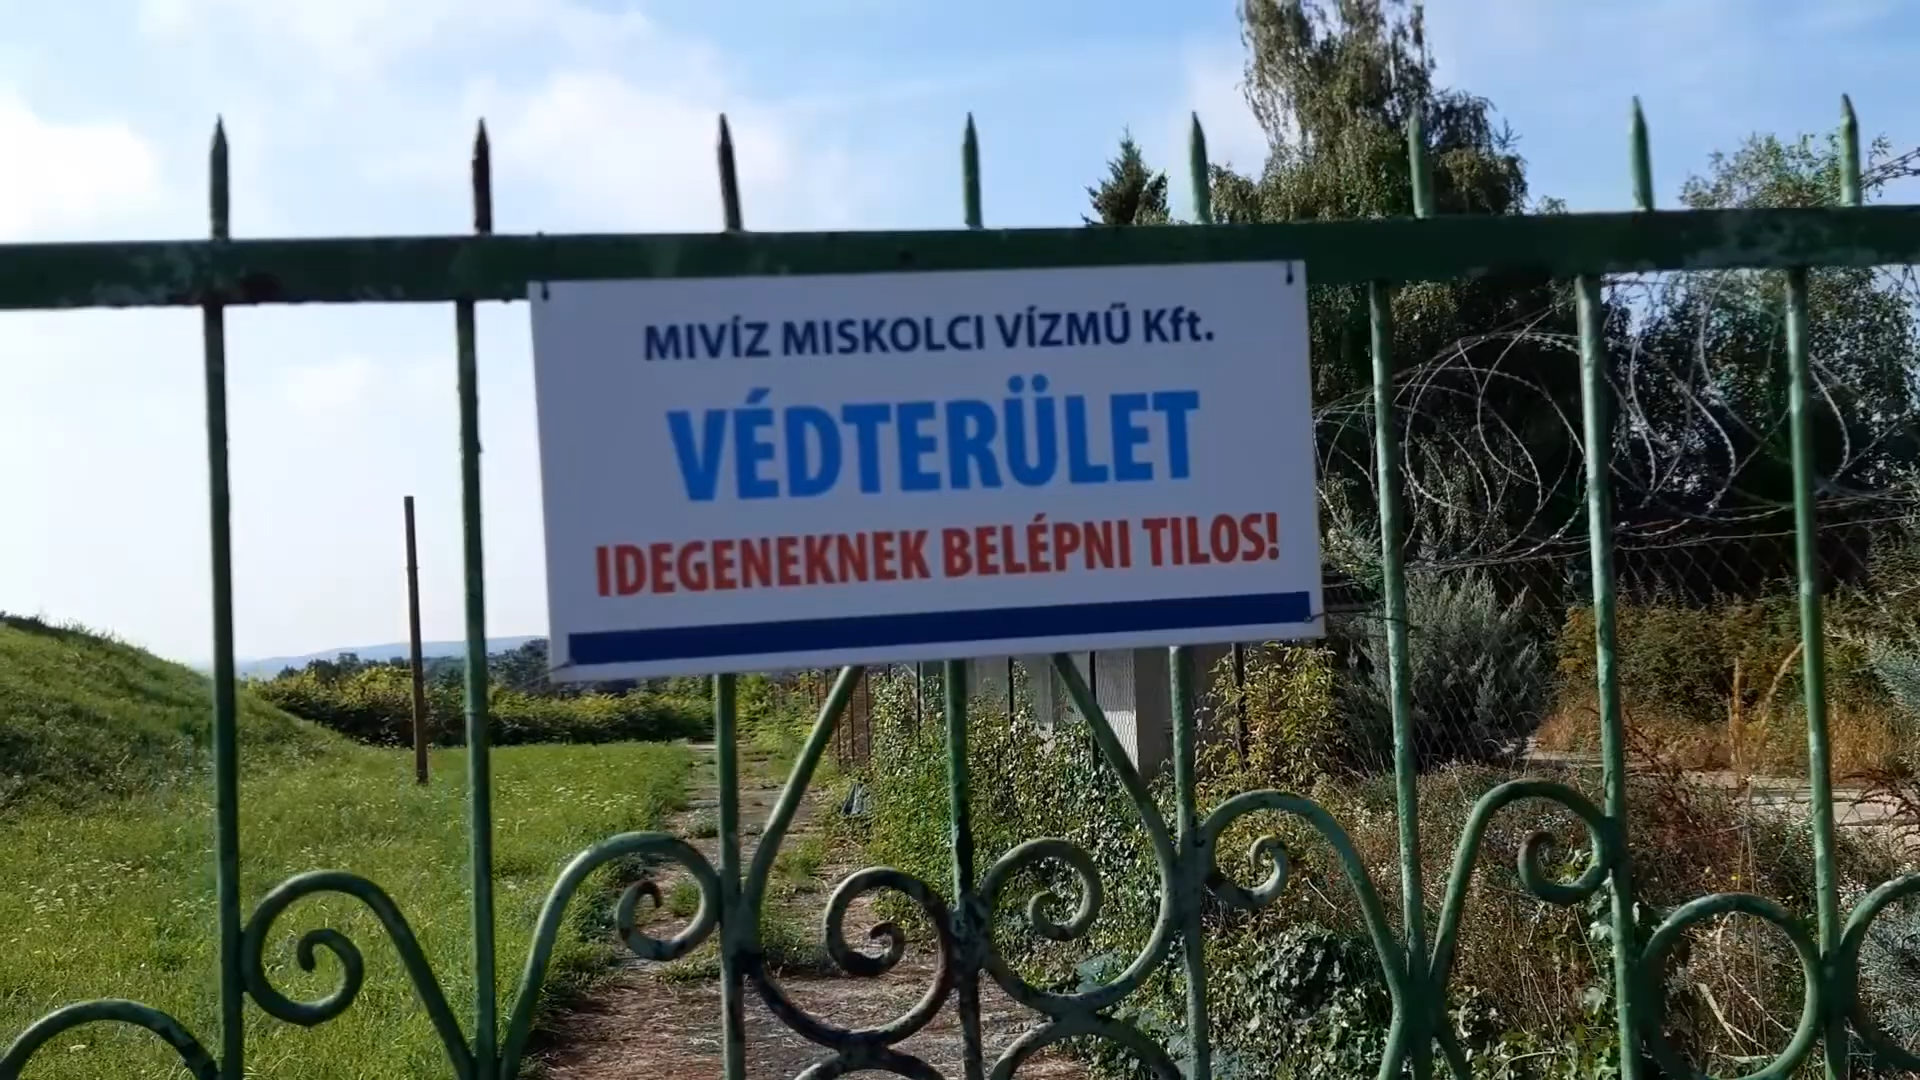 MIVÍZ MISKOLCI VÍZMŰ Kft.
VÉDTERÜLET
IDEGENEKNEK BELÉPNI TILOS!